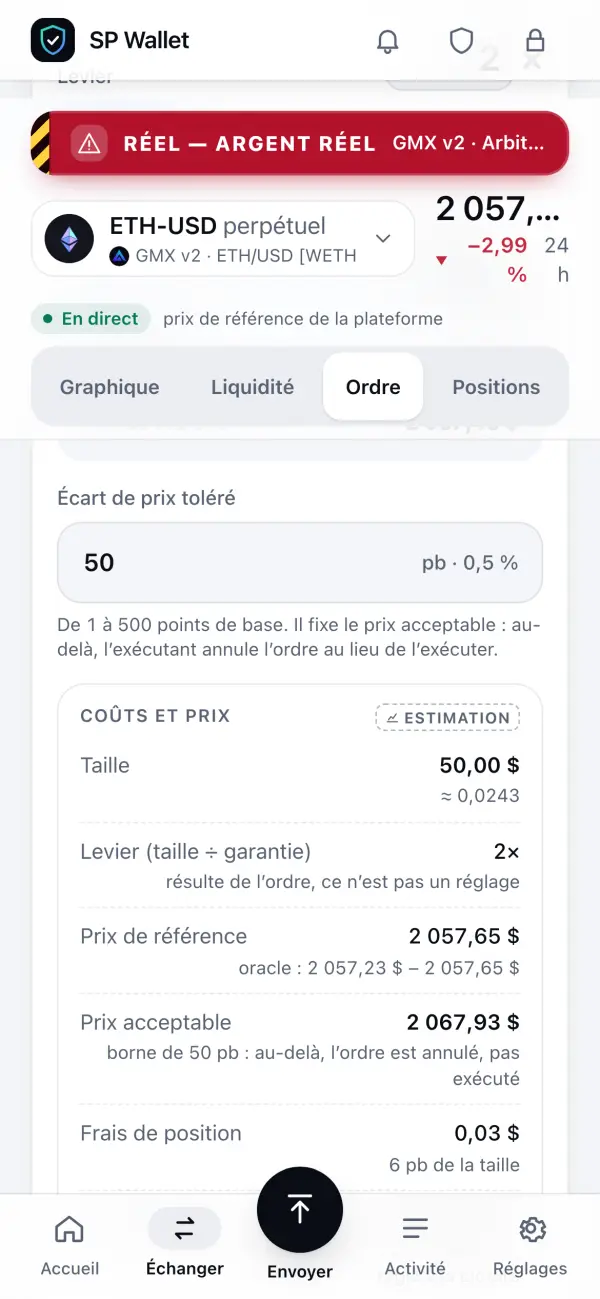 SP Wallet
Levier
2 ×
RÉEL — ARGENT RÉEL GMX v2 · Arbit...
ETH-USD perpétuel
GMX v2 · ETH/USD [WETH
2 057,...
−2,99 % 24 h
En direct prix de référence de la plateforme
Graphique Liquidité Ordre Positions
Écart de prix toléré
50 pb · 0,5 %
De 1 à 500 points de base. Il fixe le prix acceptable : au-
delà, l’exécutant annule l’ordre au lieu de l’exécuter.
COÛTS ET PRIX ESTIMATION
Taille 50,00 $
≈ 0,0243
Levier (taille ÷ garantie) 2×
résulte de l’ordre, ce n’est pas un réglage
Prix de référence 2 057,65 $
oracle : 2 057,23 $ – 2 057,65 $
Prix acceptable 2 067,93 $
borne de 50 pb : au-delà, l’ordre est annulé, pas
exécuté
Frais de position 0,03 $
6 pb de la taille
Accueil Échanger Envoyer Activité Réglages